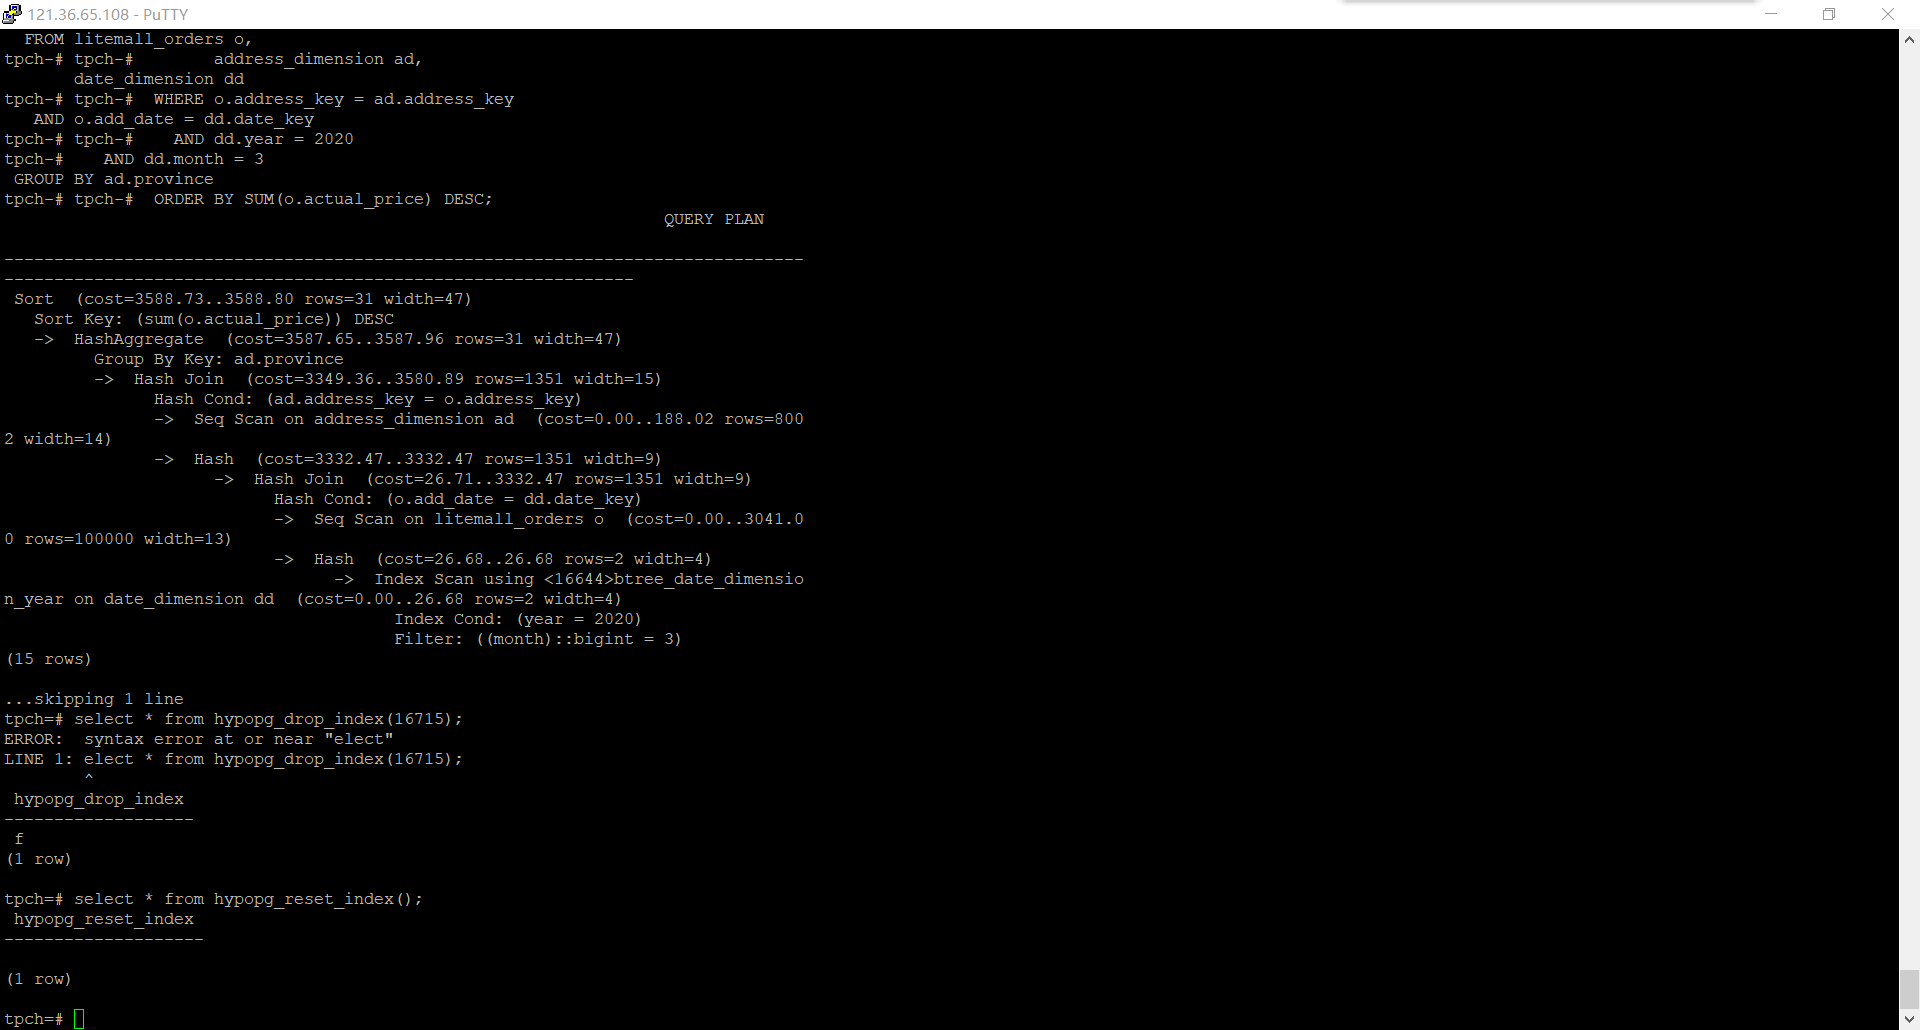 121.36.65.108 - PuTTY
  FROM litemall_orders o,
tpch-# tpch-#        address_dimension ad,
       date_dimension dd
tpch-# tpch-#  WHERE o.address_key = ad.address_key
   AND o.add_date = dd.date_key
tpch-# tpch-#    AND dd.year = 2020
tpch-#    AND dd.month = 3
 GROUP BY ad.province
tpch-# tpch-#  ORDER BY SUM(o.actual_price) DESC;
                                                                  QUERY PLAN
--------------------------------------------------------------------------------
---------------------------------------------------------------
 Sort  (cost=3588.73..3588.80 rows=31 width=47)
   Sort Key: (sum(o.actual_price)) DESC
   ->  HashAggregate  (cost=3587.65..3587.96 rows=31 width=47)
         Group By Key: ad.province
         ->  Hash Join  (cost=3349.36..3580.89 rows=1351 width=15)
               Hash Cond: (ad.address_key = o.address_key)
               ->  Seq Scan on address_dimension ad  (cost=0.00..188.02 rows=800
2 width=14)
               ->  Hash  (cost=3332.47..3332.47 rows=1351 width=9)
                     ->  Hash Join  (cost=26.71..3332.47 rows=1351 width=9)
                           Hash Cond: (o.add_date = dd.date_key)
                           ->  Seq Scan on litemall_orders o  (cost=0.00..3041.0
0 rows=100000 width=13)
                           ->  Hash  (cost=26.68..26.68 rows=2 width=4)
                                 ->  Index Scan using <16644>btree_date_dimensio
n_year on date_dimension dd  (cost=0.00..26.68 rows=2 width=4)
                                       Index Cond: (year = 2020)
                                       Filter: ((month)::bigint = 3)
(15 rows)
...skipping 1 line
tpch=# select * from hypopg_drop_index(16715);
ERROR:  syntax error at or near "elect"
LINE 1: elect * from hypopg_drop_index(16715);
        ^
 hypopg_drop_index
-------------------
 f
(1 row)
tpch=# select * from hypopg_reset_index();
 hypopg_reset_index
--------------------
(1 row)
tpch=#